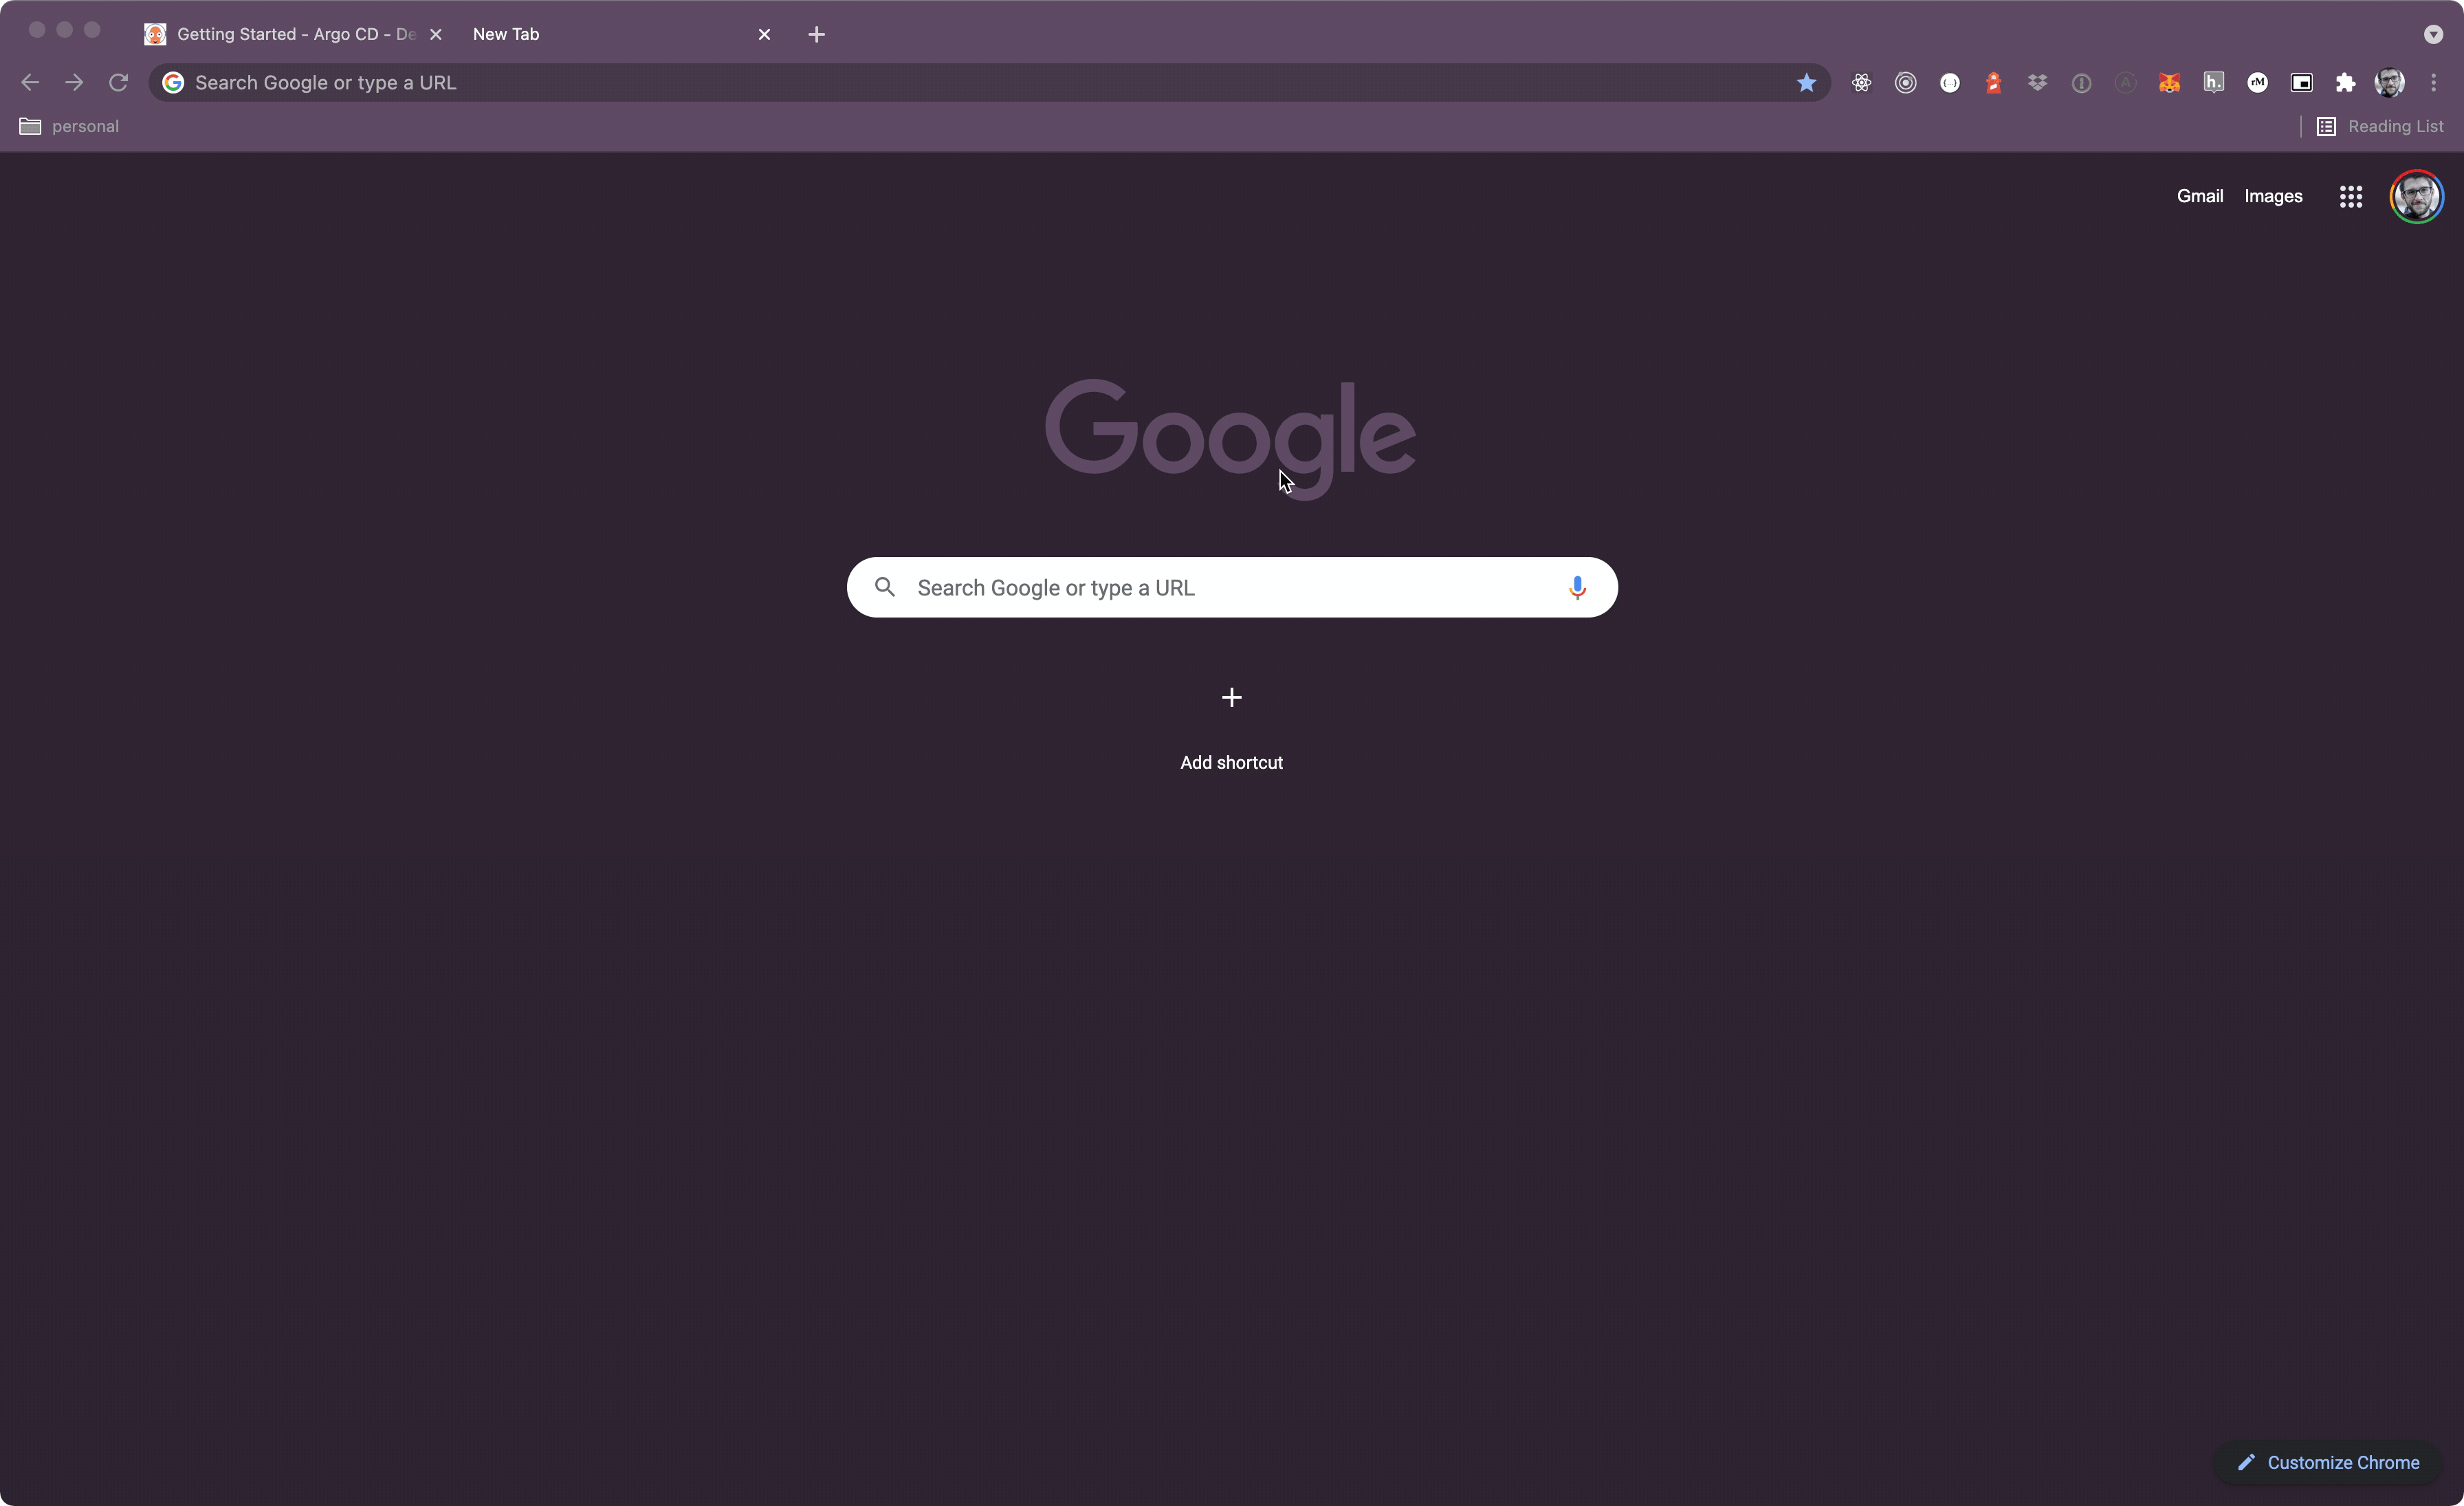 Getting Started - Argo CD - De
New Tab
Search Google or type a URL
h.
rM
personal
Reading List
Gmail Images
Google
Search Google or type a URL
Add shortcut
Customize Chrome